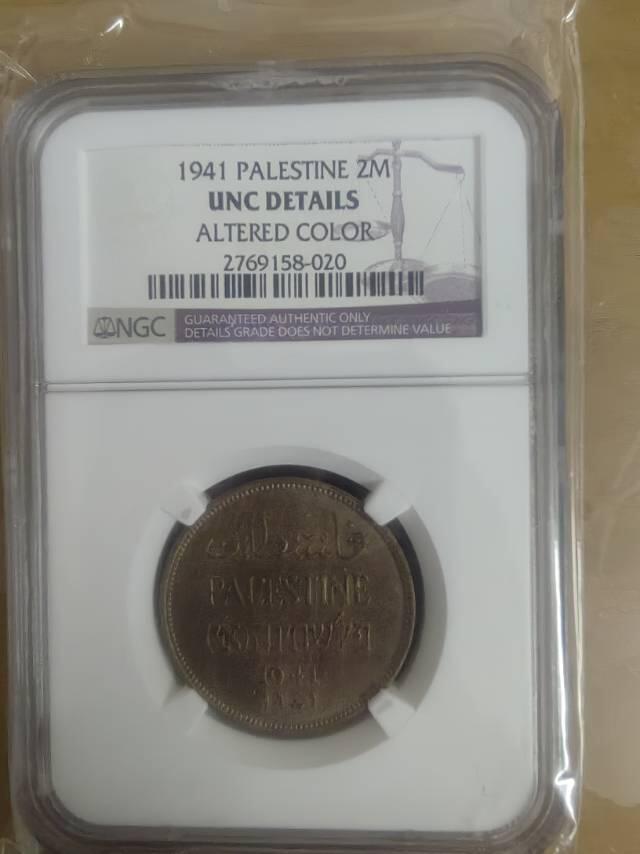 1941 PALESTINE 2M
UNC DETAILS
ALTERED COLOR
2769158-020
NGC
GUARANTEED AUTHENTIC ONLY
DETAILS GRADE DOES NOT DETERMINE VALUE
فلسطين
PALESTINE